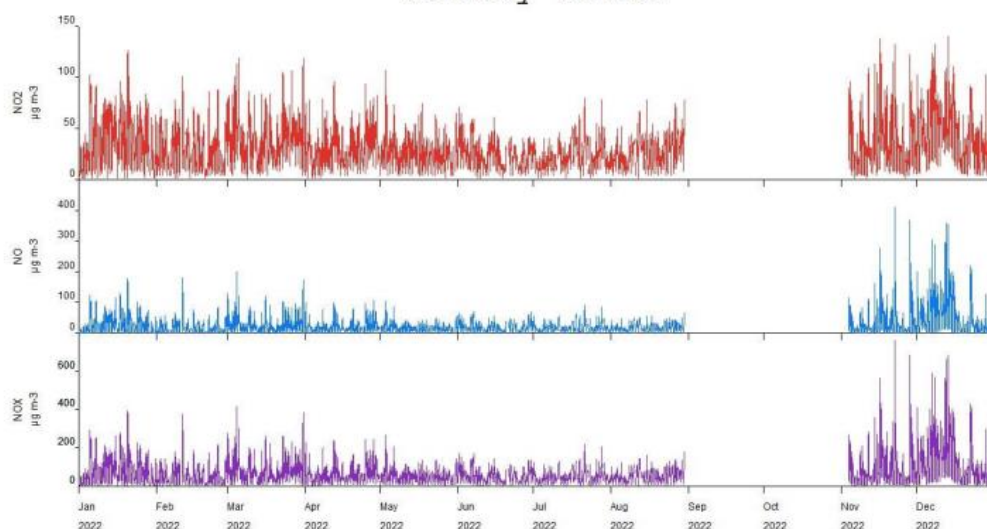 150
100
50
0
NO2
µg m-3
400
300
200
100
0
NO
µg m-3
600
400
200
0
NOX
µg m-3
Jan Feb Mar Apr May Jun Jul Aug Sep Oct Nov Dec
2022 2022 2022 2022 2022 2022 2022 2022 2022 2022 2022 2022